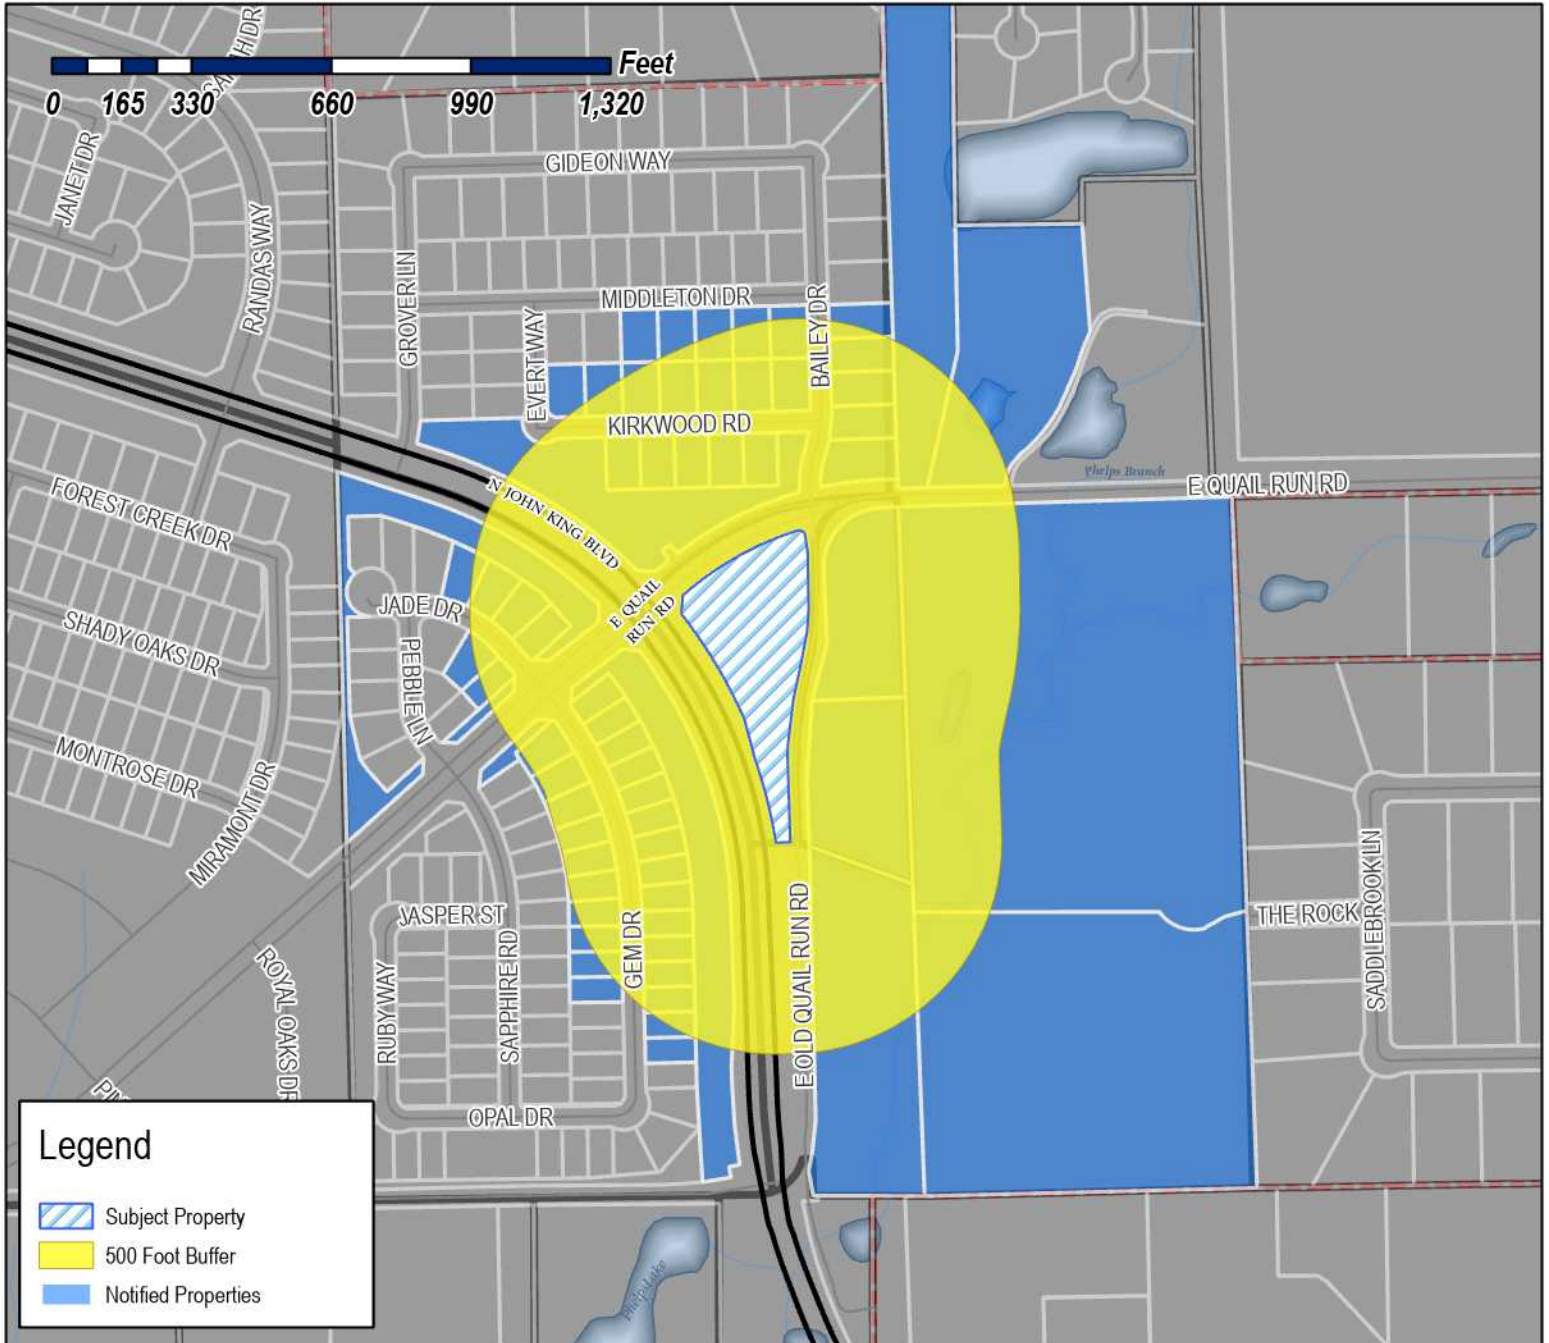 SARAH DR
Feet
0 165 330 660 990 1,320
JANET DR
GIDEON WAY
RANDAS WAY
GROVER LN
MIDDLETON DR
BAILEY DR
EVERT WAY
KIRKWOOD RD
Phelps Branch
E QUAIL RUN RD
N JOHN KING BLVD
FOREST CREEK DR
E QUAIL
RUN RD
JADE DR
SHADY OAKS DR
PEBBLE LN
MONTROSE DR
MIRAMONT DR
SADDLEBROOK LN
THE ROCK
JASPER ST
GEM DR
E OLD QUAIL RUN RD
RUBY WAY
SAPPHIRE RD
ROYAL OAKS DR
OPAL DR
Legend
Subject Property
500 Foot Buffer
Notified Properties
Phelps Lake